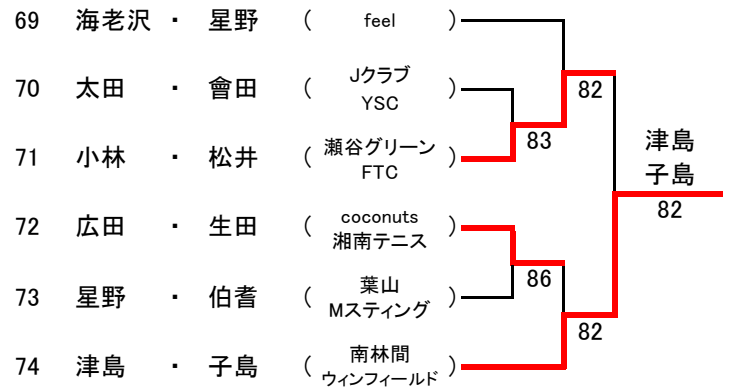 69 海老沢 ・ 星野 ( feel )
82
70 太田 ・ 會田 ( Jクラブ
YSC )
83
71 小林 ・ 松井 ( 瀬谷グリーン
FTC )
津島
子島
82
72 広田 ・ 生田 ( coconuts
湘南テニス )
86
73 星野 ・ 伯耆 ( 葉山
Mスティング )
82
74 津島 ・ 子島 ( 南林間
ウィンフィールド )